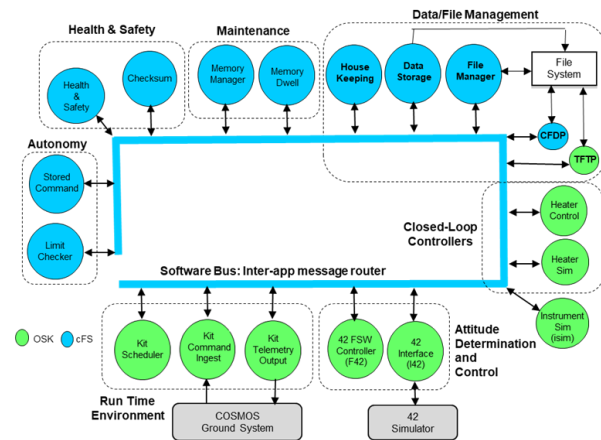 Data/File Management
Health & Safety
Maintenance
Health
&
Safety
Checksum
Memory
Manager
Memory
Dwell
House
Keeping
Data
Storage
File
Manager
File
System
CFDP
TFTP
Autonomy
Stored
Command
Limit
Checker
Closed-Loop
Controllers
Heater
Control
Heater
Sim
Software Bus: Inter-app message router
Instrument
Sim
(isim)
OSK
cFS
Kit
Scheduler
Kit
Command
Ingest
Kit
Telemetry
Output
42 FSW
Controller
(F42)
42
Interface
(I42)
Attitude
Determination
and
Control
Run Time
Environment
COSMOS
Ground System
42
Simulator